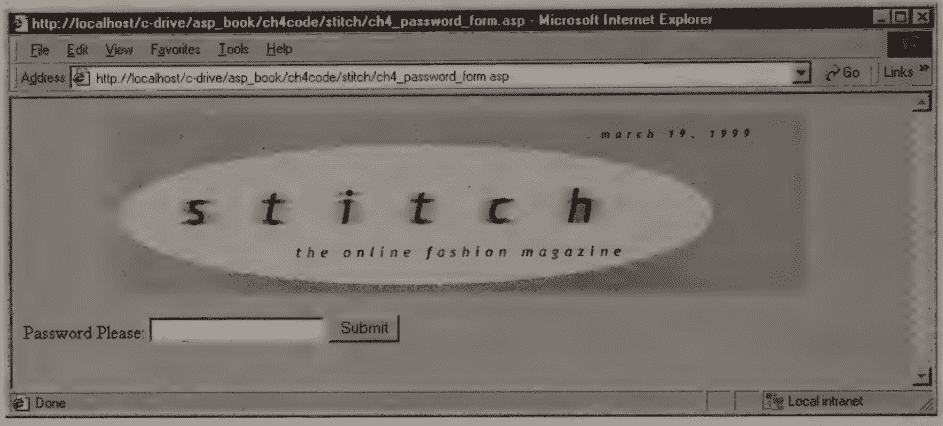 http://localhost/c-drive/asp_book/ch4code/stitch/ch4_password_form.asp - Microsoft Internet Explorer
File Edit View Favorites Tools Help
Address http://localhost/c-drive/asp_book/ch4code/stitch/ch4_password_form.asp Go Links »
march 19, 1999
stitch
the online fashion magazine
Password Please: Submit
Done Local intranet